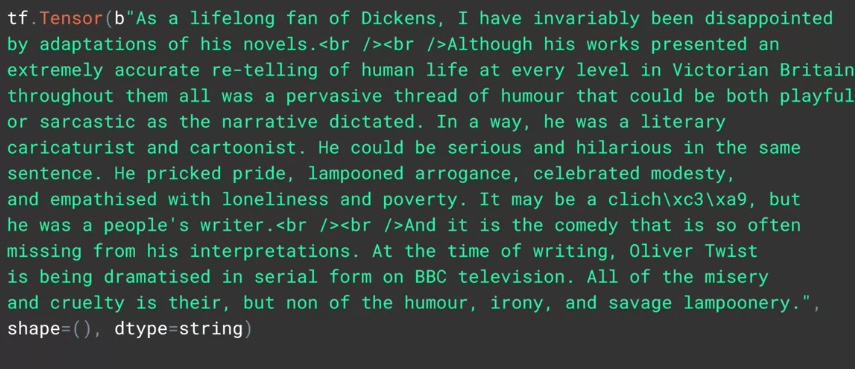 tf.Tensor(b"As a lifelong fan of Dickens, I have invariably been disappointed
by adaptations of his novels.<br /><br />Although his works presented an
extremely accurate re-telling of human life at every level in Victorian Britain
throughout them all was a pervasive thread of humour that could be both playful
or sarcastic as the narrative dictated. In a way, he was a literary
caricaturist and cartoonist. He could be serious and hilarious in the same
sentence. He pricked pride, lampooned arrogance, celebrated modesty,
and empathised with loneliness and poverty. It may be a clich\xc3\xa9, but
he was a people's writer.<br /><br />And it is the comedy that is so often
missing from his interpretations. At the time of writing, Oliver Twist
is being dramatised in serial form on BBC television. All of the misery
and cruelty is their, but non of the humour, irony, and savage lampoonery.",
shape=(), dtype=string)